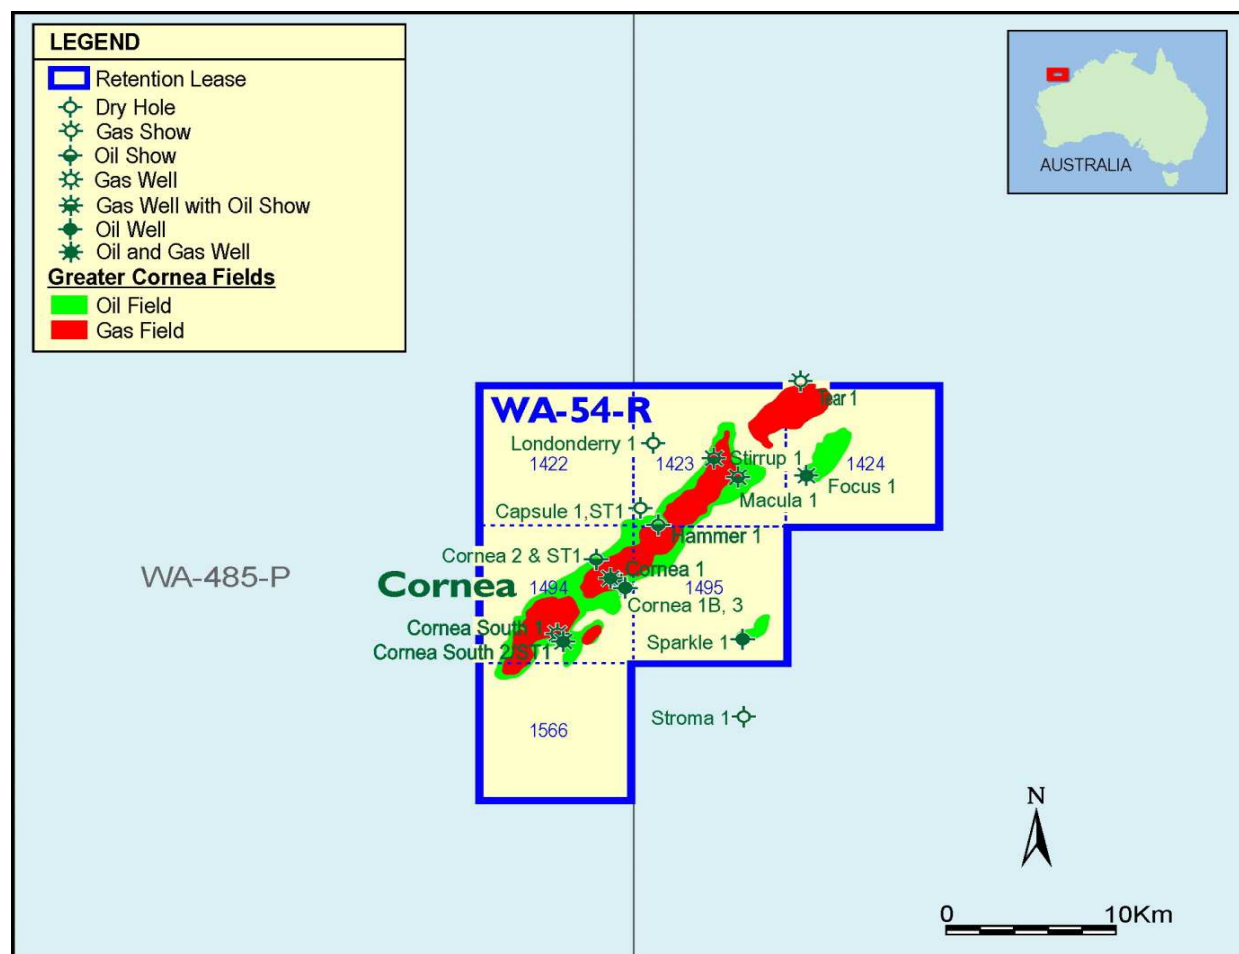 LEGEND
Retention Lease
Dry Hole
Gas Show
Oil Show
Gas Well
Gas Well with Oil Show
Oil Well
Oil and Gas Well
Greater Cornea Fields
Oil Field
Gas Field
AUSTRALIA
WA-54-R
Tear 1
Londonderry 1
1422
1423
Stirrup 1
1424
Macula 1
Focus 1
Capsule 1,ST1
Hammer 1
Cornea 2 & ST1
Cornea 1
WA-485-P
Cornea
1494
1495
Cornea 1B, 3
Cornea South 1
Sparkle 1
Cornea South 2/ST1
Stroma 1
1566
N
0
10Km